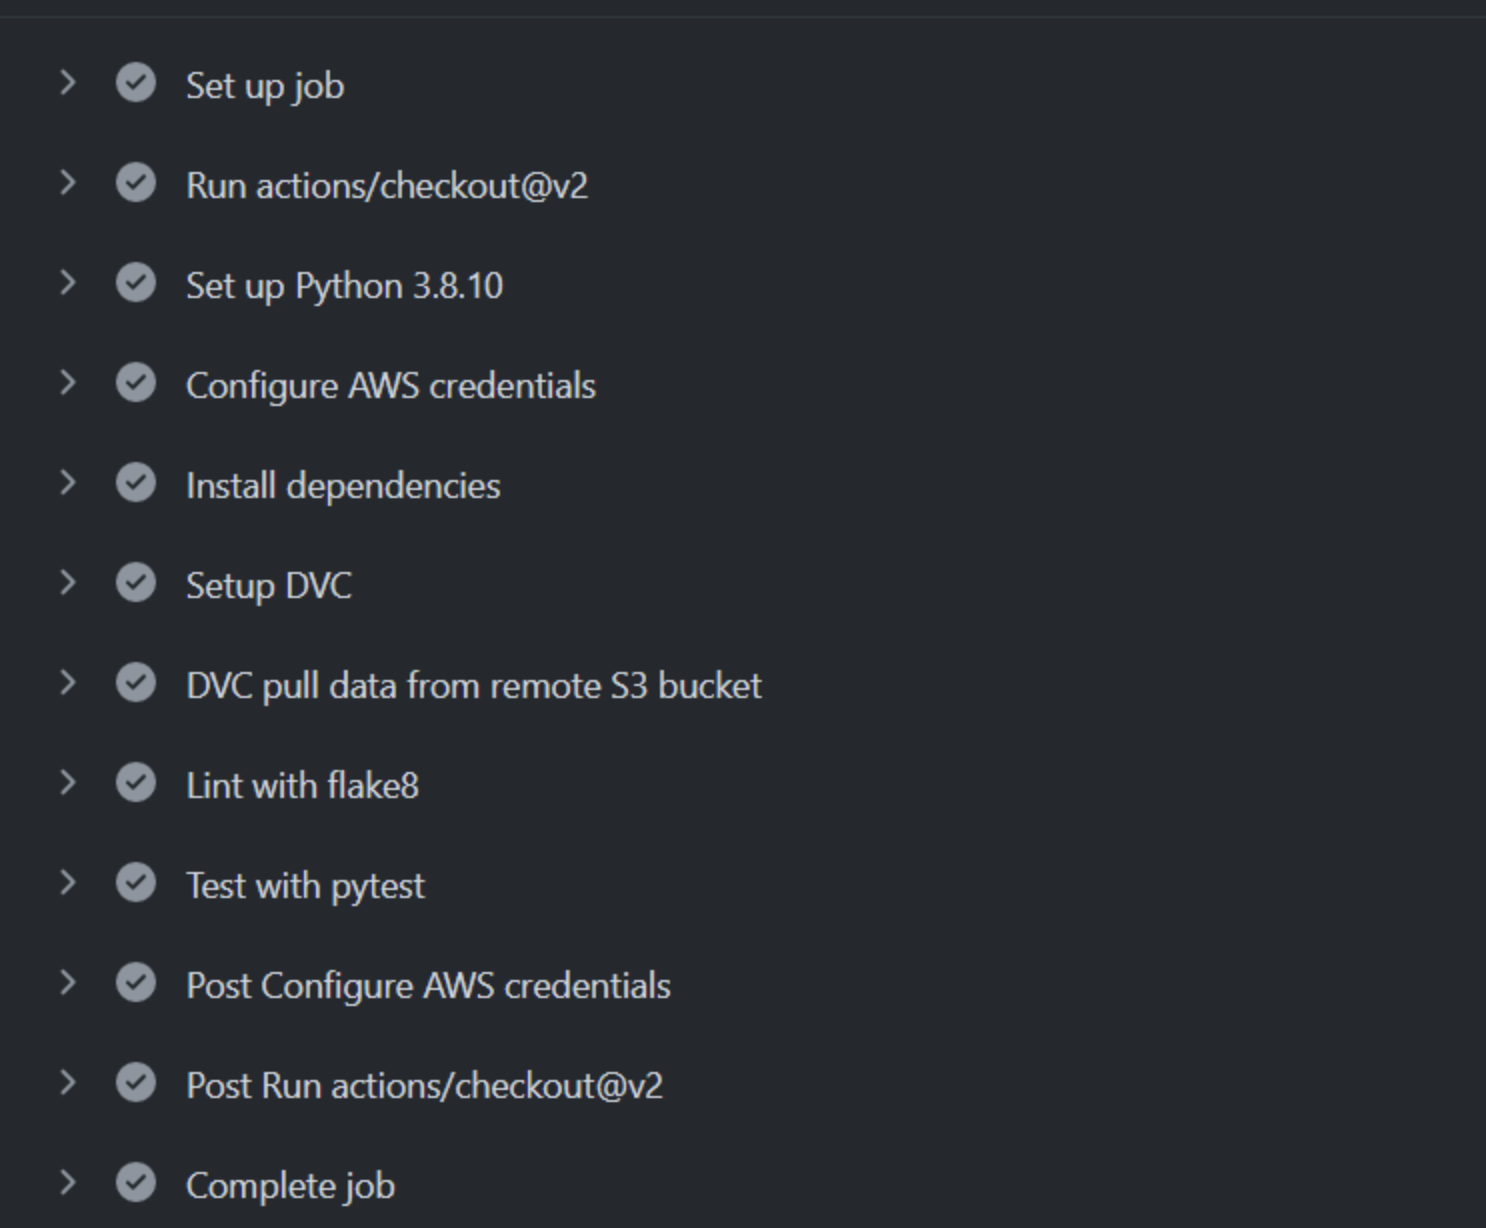 Set up job
Run actions/checkout@v2
Set up Python 3.8.10
Configure AWS credentials
Install dependencies
Setup DVC
DVC pull data from remote S3 bucket
Lint with flake8
Test with pytest
Post Configure AWS credentials
Post Run actions/checkout@v2
Complete job